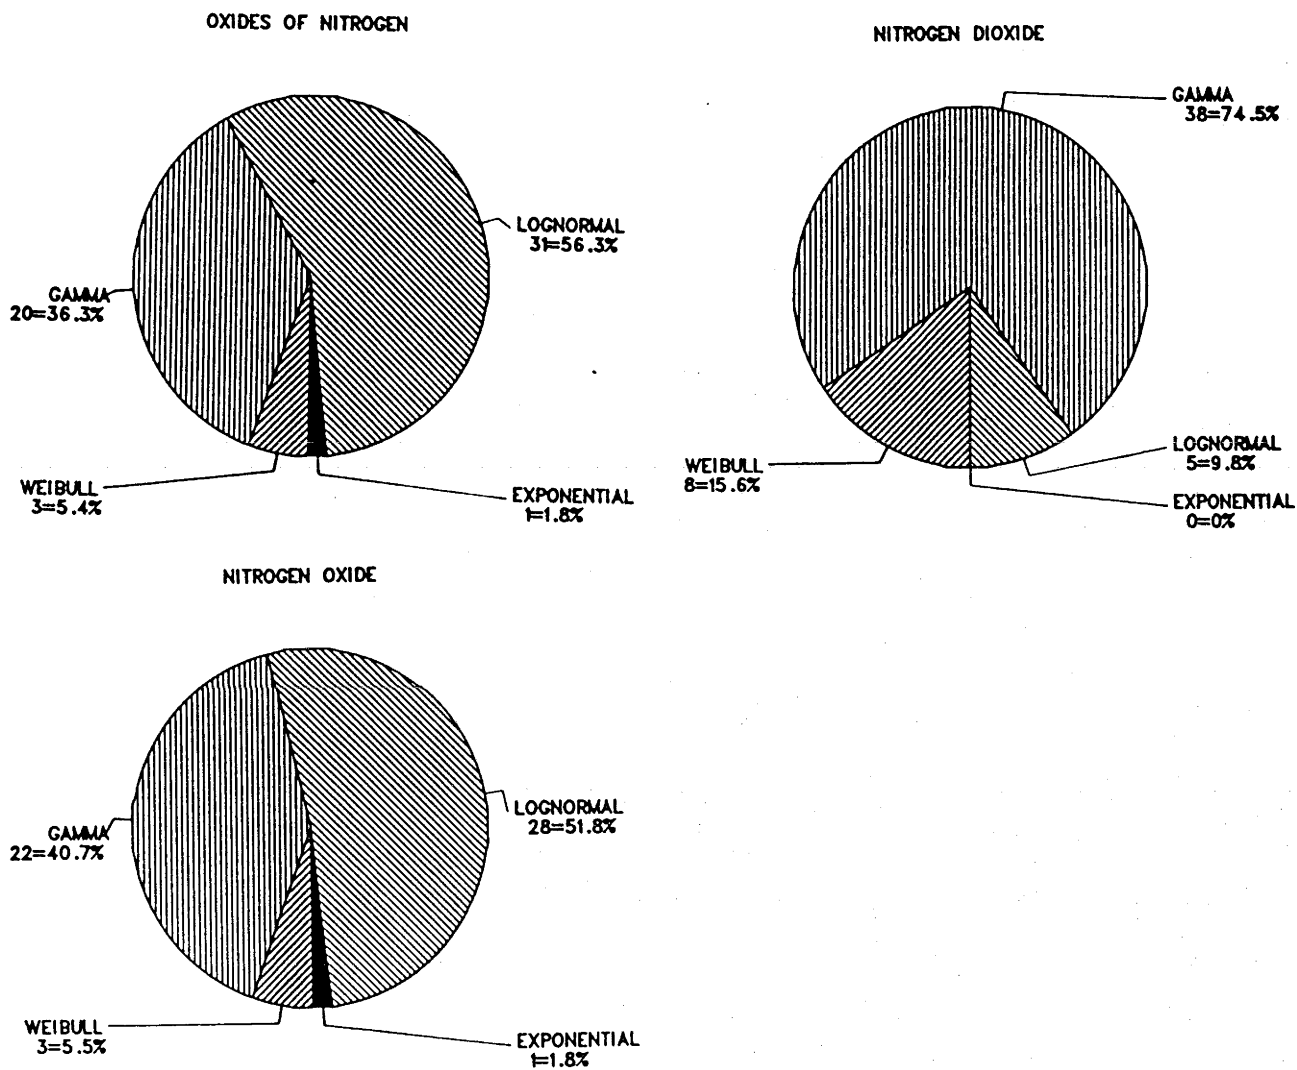 OXIDES OF NITROGEN
LOGNORMAL
31=56.3%
GAMMA
20=36.3%
WEIBULL
3=5.4%
EXPONENTIAL
1=1.8%
NITROGEN DIOXIDE
GAMMA
38=74.5%
LOGNORMAL
5=9.8%
WEIBULL
8=15.6%
EXPONENTIAL
0=0%
NITROGEN OXIDE
LOGNORMAL
28=51.8%
GAMMA
22=40.7%
WEIBULL
3=5.5%
EXPONENTIAL
1=1.8%